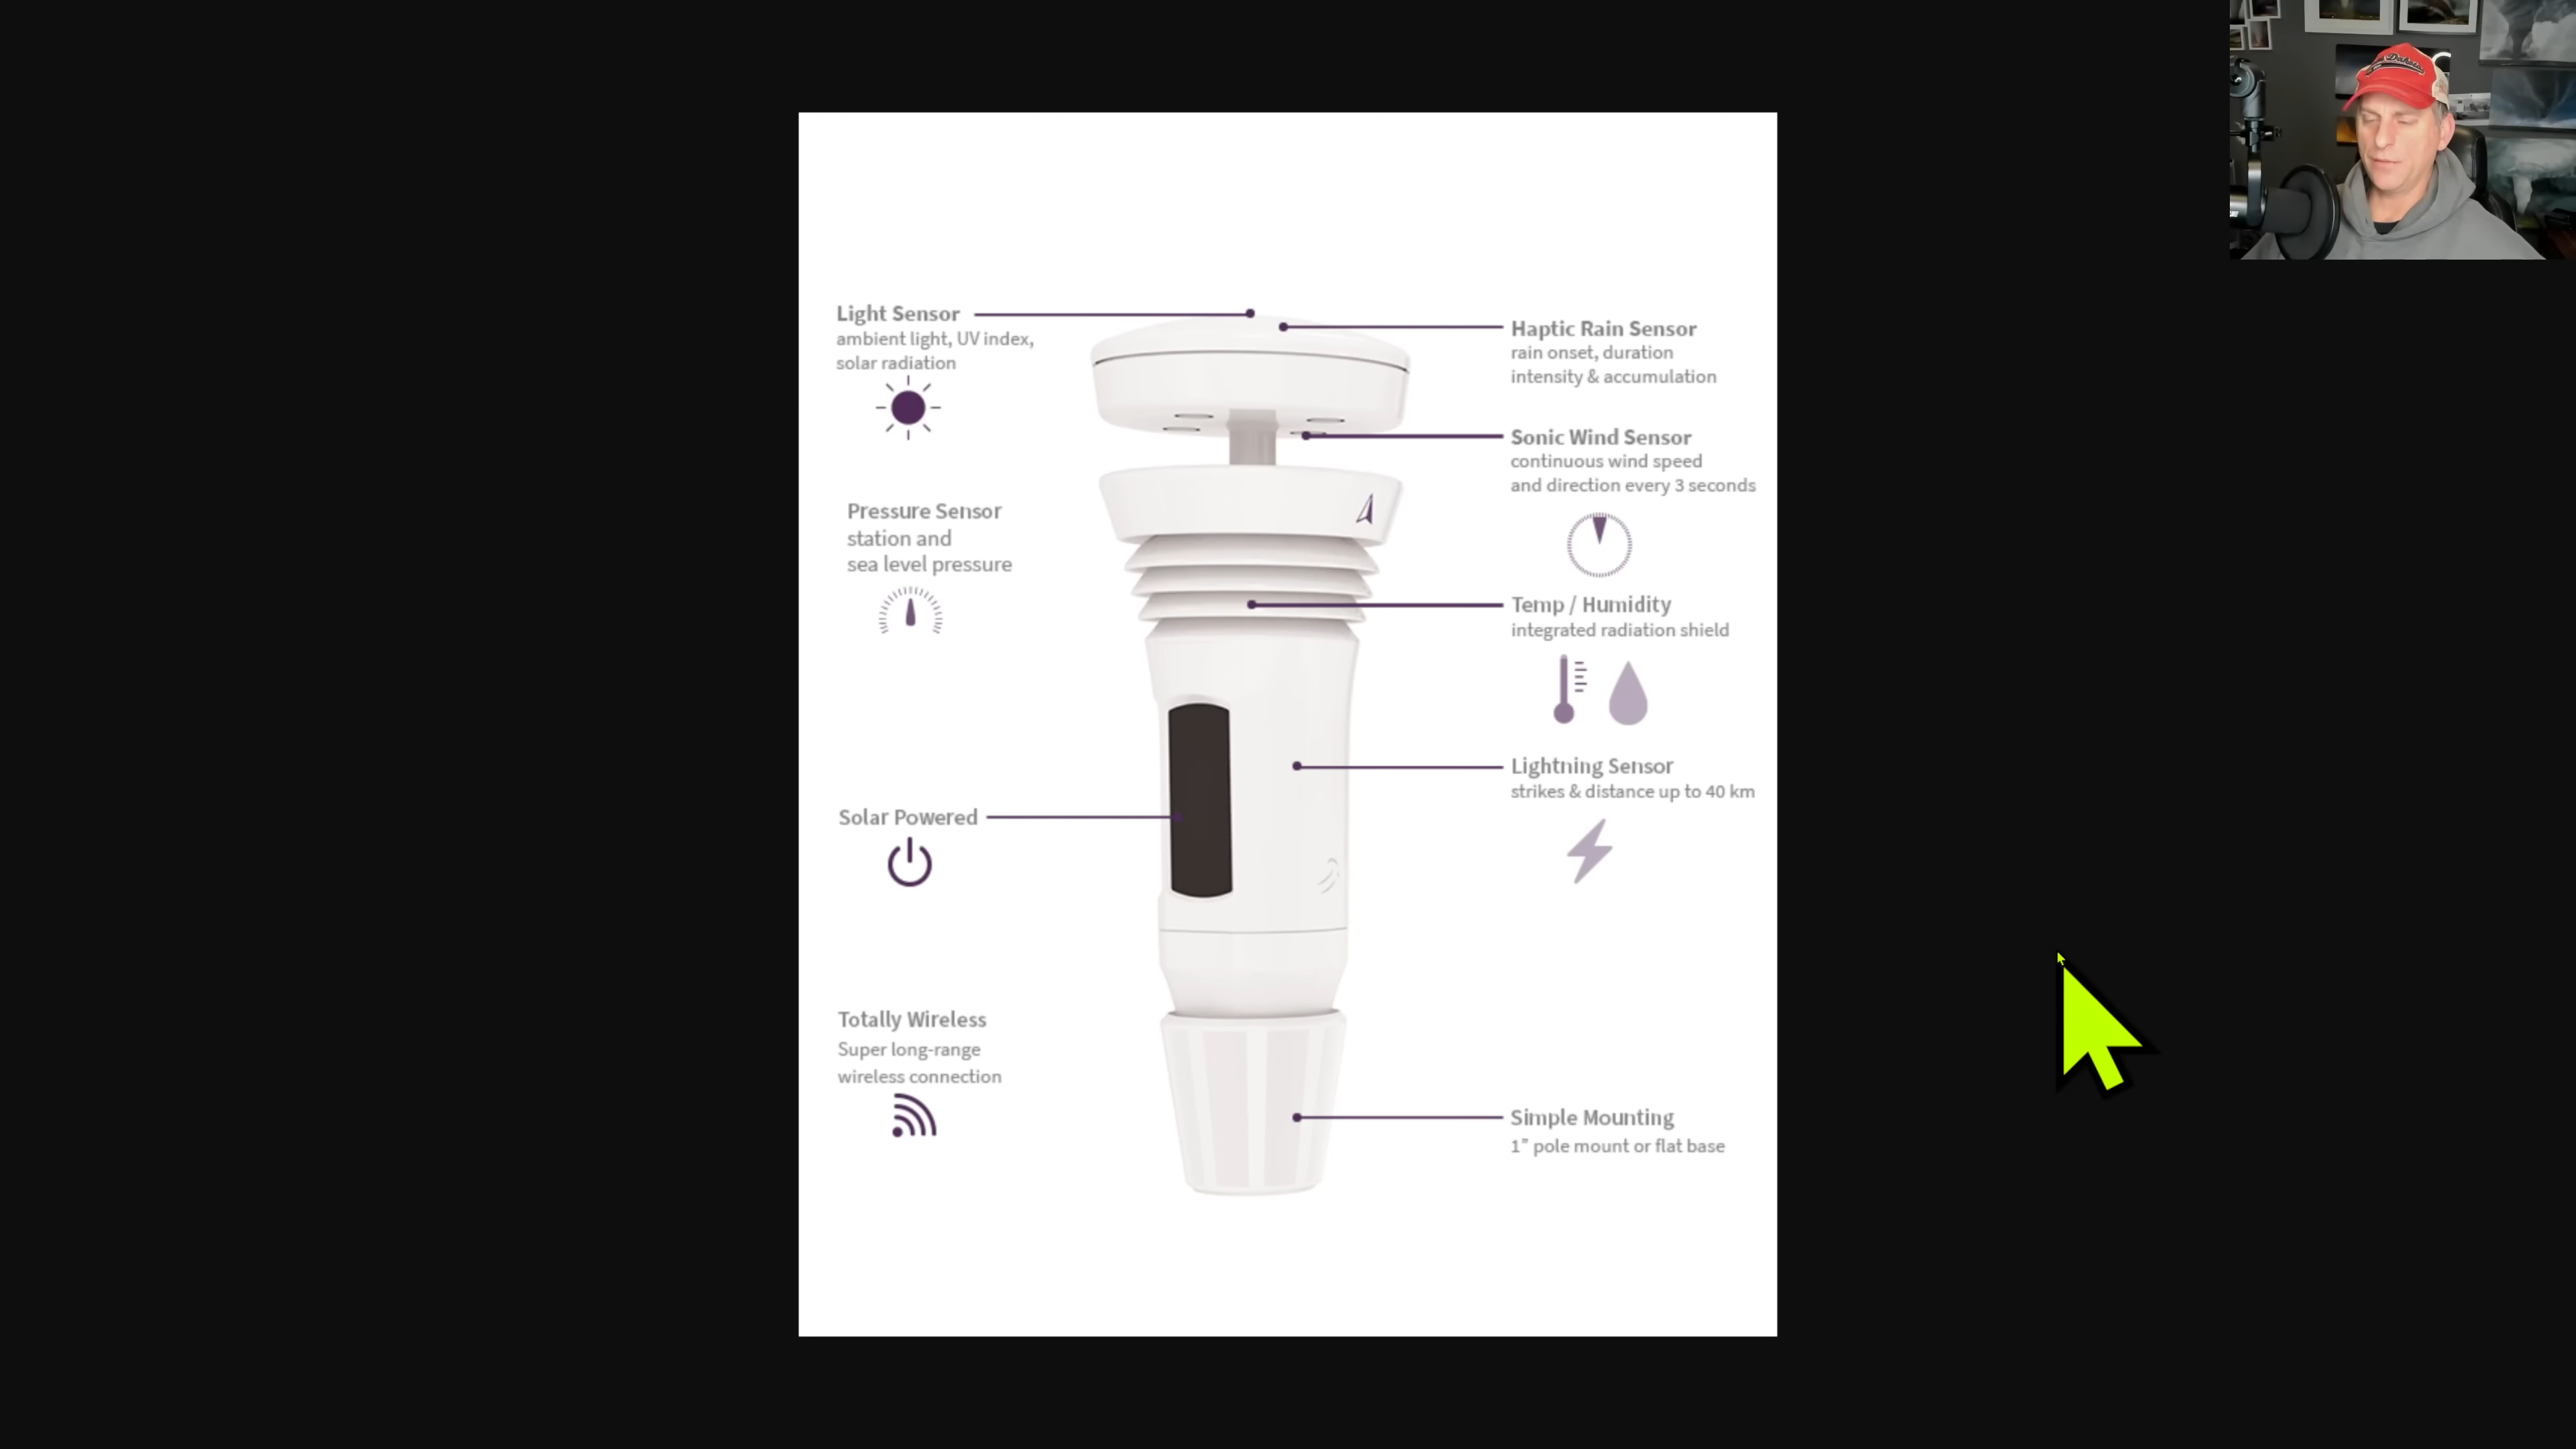 Light Sensor
ambient light, UV index,
solar radiation
Pressure Sensor
station and
sea level pressure
Solar Powered
Totally Wireless
Super long-range
wireless connection
Haptic Rain Sensor
rain onset, duration
intensity & accumulation
Sonic Wind Sensor
continuous wind speed
and direction every 3 seconds
Temp / Humidity
integrated radiation shield
Lightning Sensor
strikes & distance up to 40 km
Simple Mounting
1” pole mount or flat base